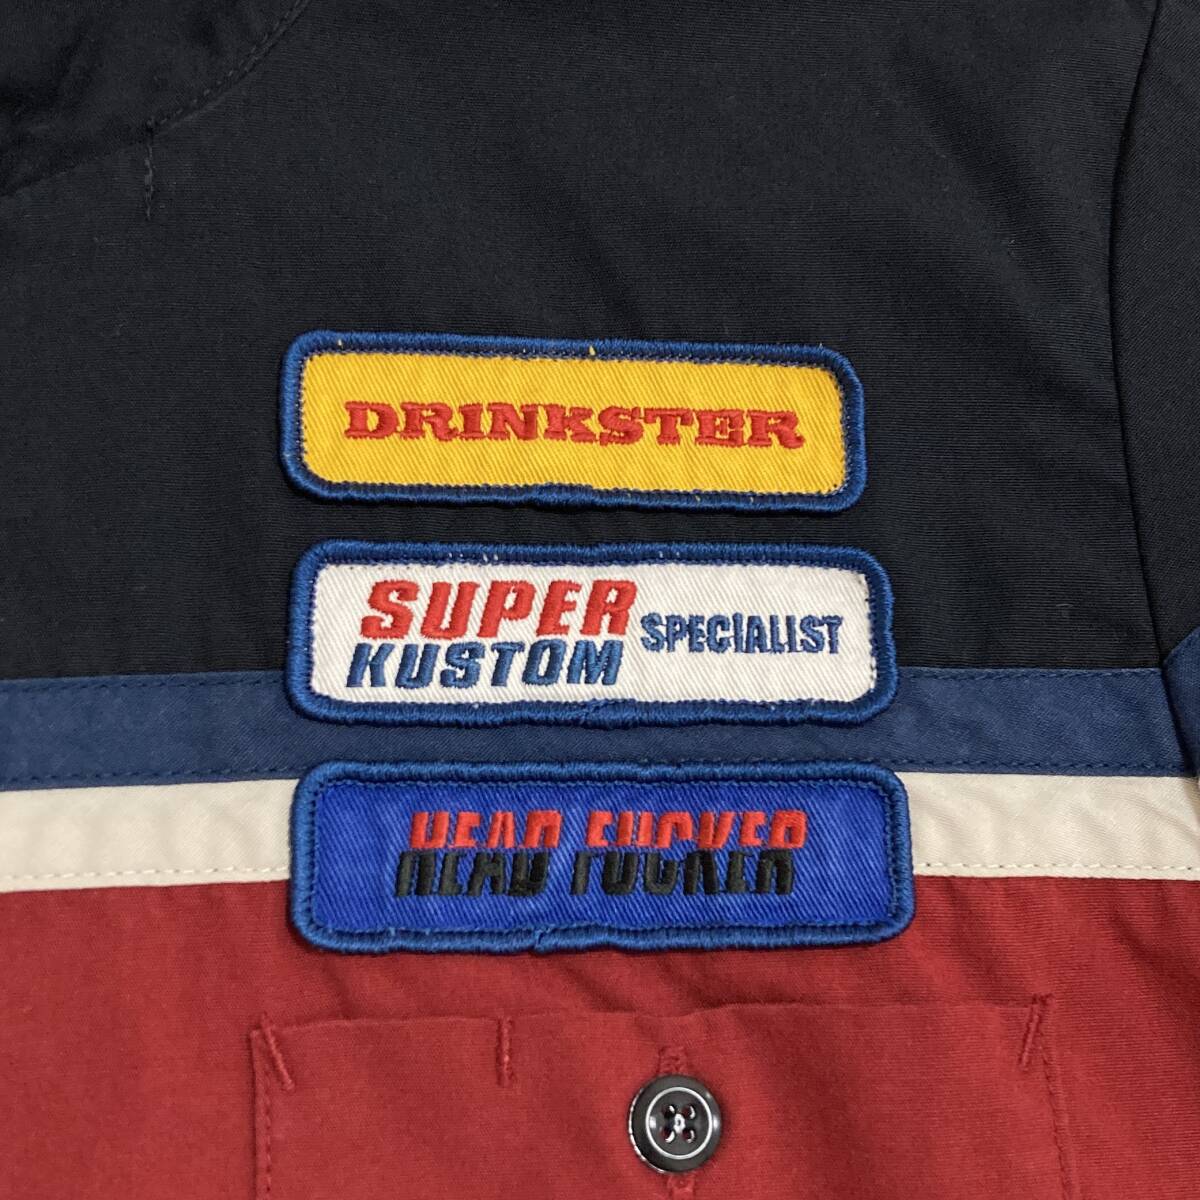 DRINKSTER
SUPER
KUSTOM SPECIALIST
HEAD FUCKER